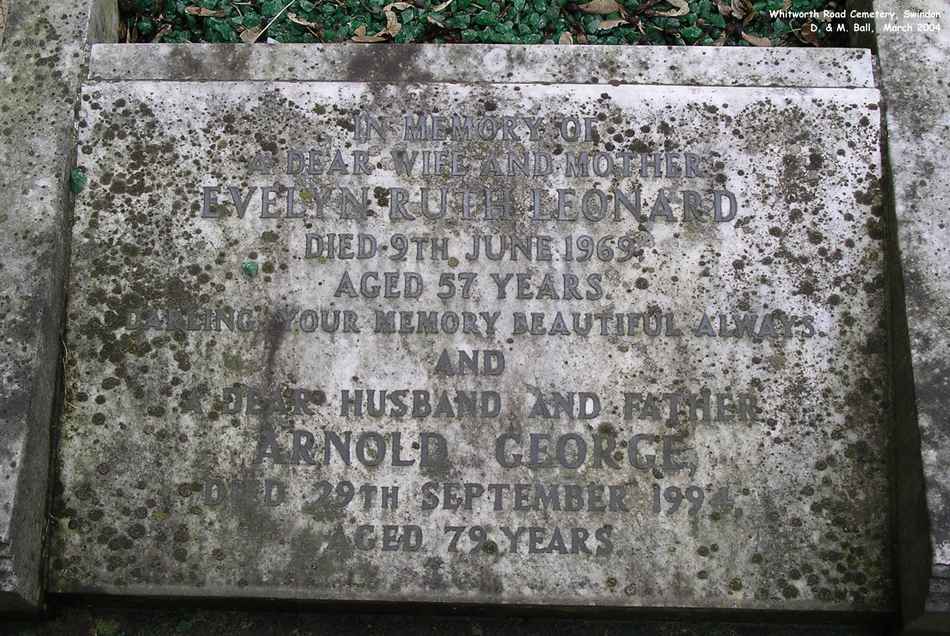 Whitworth Road Cemetery, Swindon
D. & M. Ball, March 2004
IN MEMORY OF
A DEAR WIFE AND MOTHER
EVELYN RUTH LEONARD
DIED 9TH JUNE 1969
AGED 57 YEARS
DARLING YOUR MEMORY BEAUTIFUL ALWAYS
AND
A DEAR HUSBAND AND FATHER
ARNOLD GEORGE,
DIED 29TH SEPTEMBER 1994,
AGED 79 YEARS